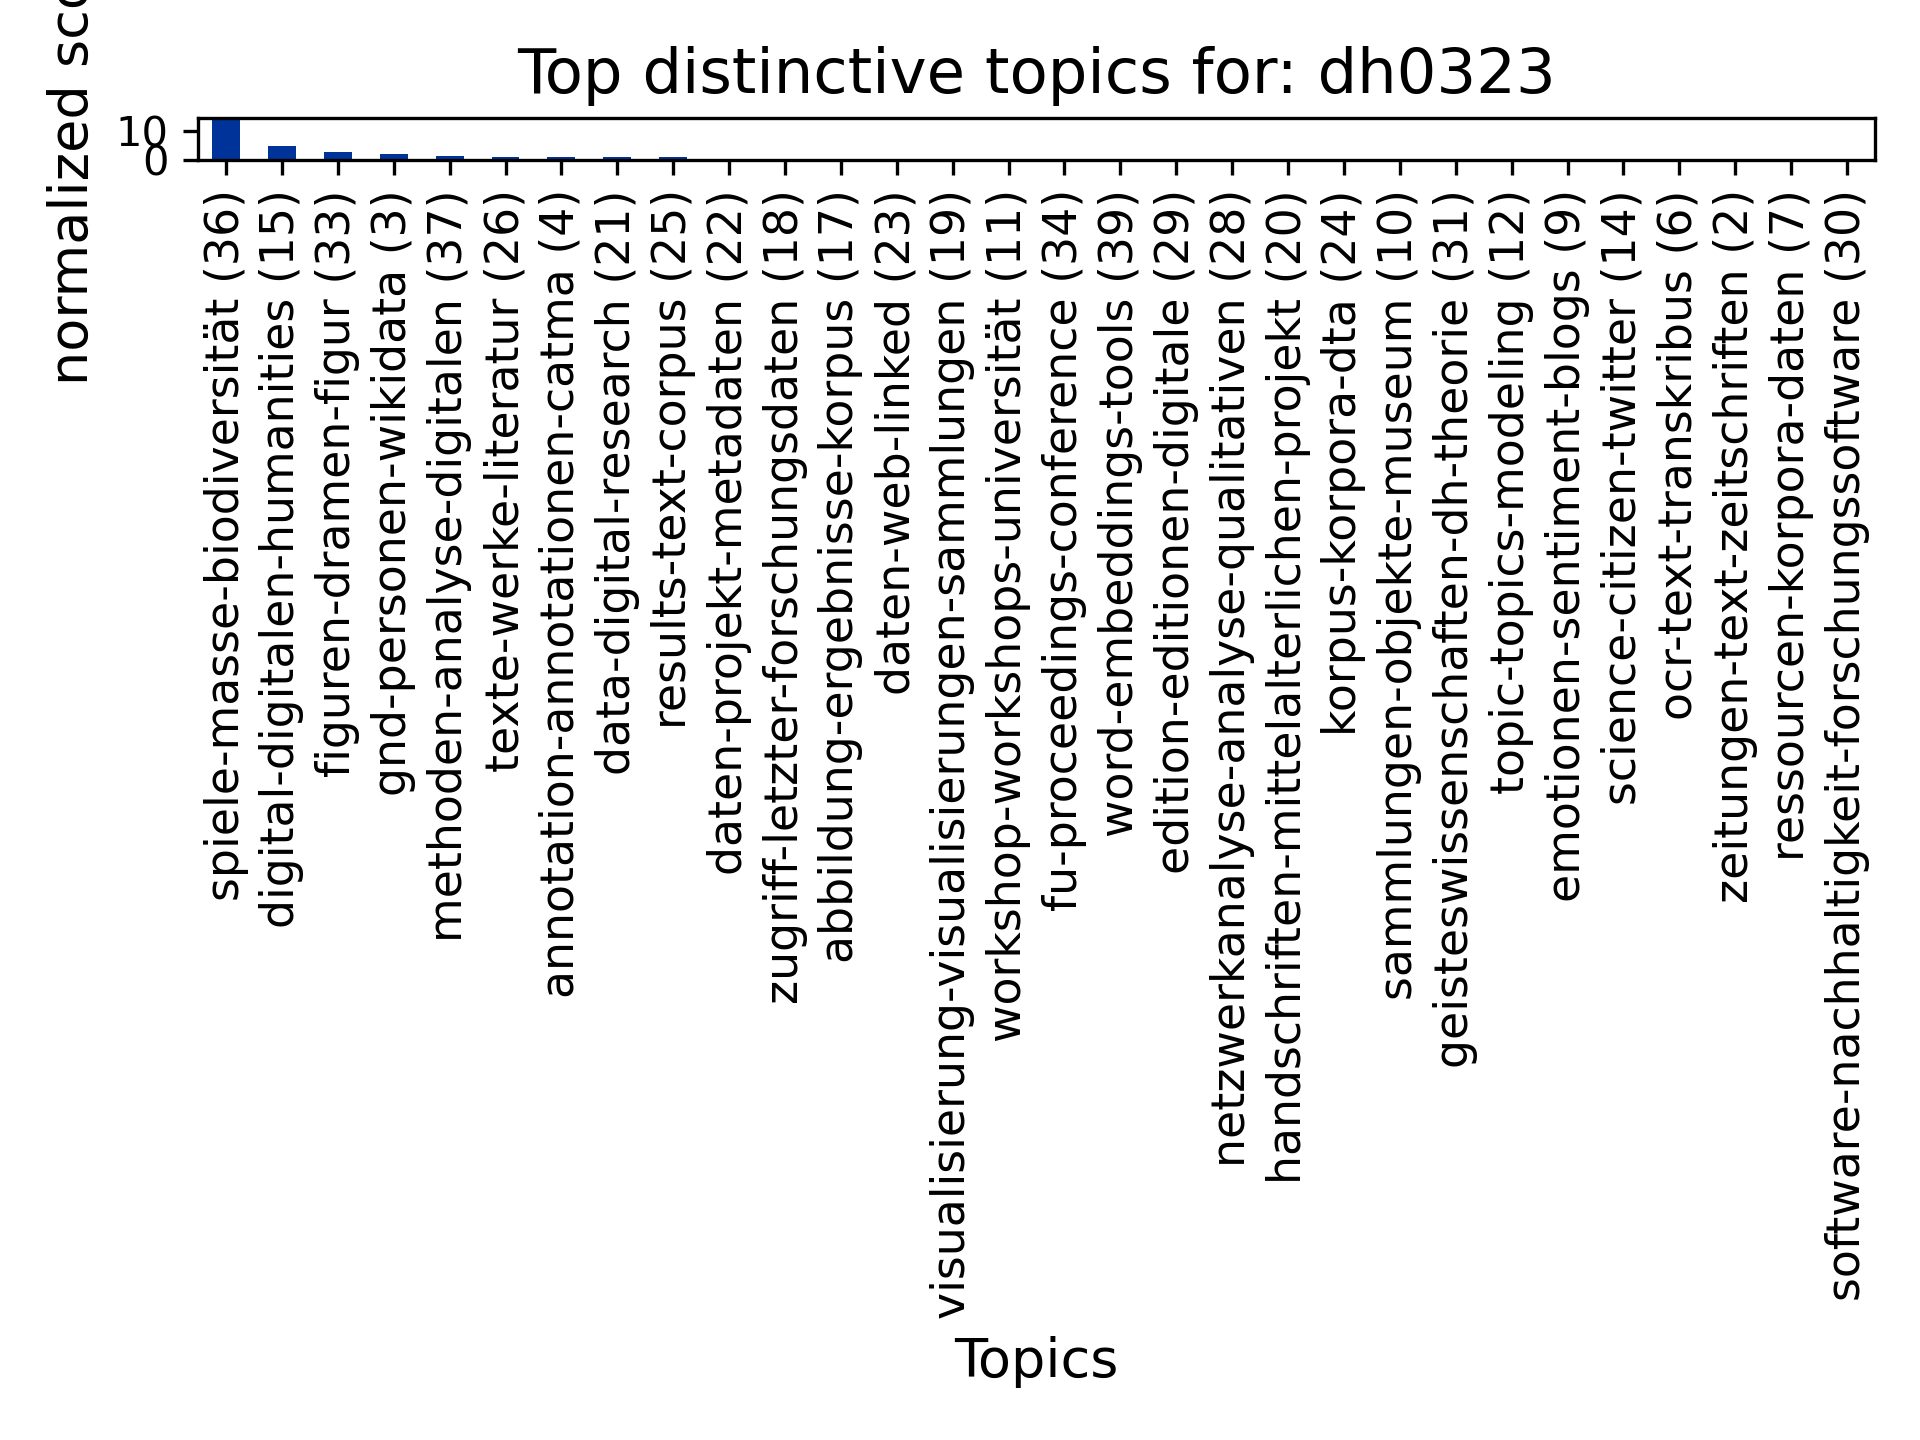 Top distinctive topics for: dh0323
normalized sco
10
0
spiele-masse-biodiversität (36)
digital-digitalen-humanities (15)
figuren-dramen-figur (33)
gnd-personen-wikidata (3)
methoden-analyse-digitalen (37)
texte-werke-literatur (26)
annotation-annotationen-catma (4)
data-digital-research (21)
results-text-corpus (25)
daten-projekt-metadaten (22)
zugriff-letzter-forschungsdaten (18)
abbildung-ergebnisse-korpus (17)
daten-web-linked (23)
visualisierung-visualisierungen-sammlungen (19)
workshop-workshops-universität (11)
fu-proceedings-conference (34)
word-embeddings-tools (39)
edition-editionen-digitale (29)
netzwerkanalyse-analyse-qualitativen (28)
handschriften-mittelalterlichen-projekt (20)
korpus-korpora-dta (24)
sammlungen-objekte-museum (10)
geisteswissenschaften-dh-theorie (31)
topic-topics-modeling (12)
emotionen-sentiment-blogs (9)
science-citizen-twitter (14)
ocr-text-transkribus (6)
zeitungen-text-zeitschriften (2)
ressourcen-korpora-daten (7)
software-nachhaltigkeit-forschungssoftware (30)
Topics